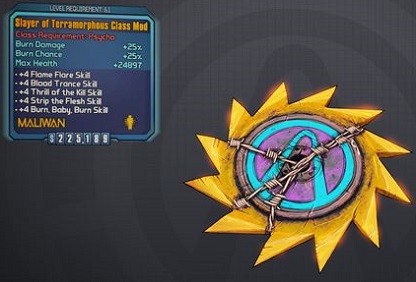 LEVEL REQUIREMENT 61
Slayer of Terramorphous Class Mod
Class Requirement: Psycho
Burn Damage +25%
Burn Chance +25%
Max Health +24897
• +4 Flame Flare Skill
• +4 Blood Trance Skill
• +4 Thrill of the Kill Skill
• +4 Strip the Flesh Skill
• +4 Burn, Baby, Burn Skill
MALIWAN
$225,189